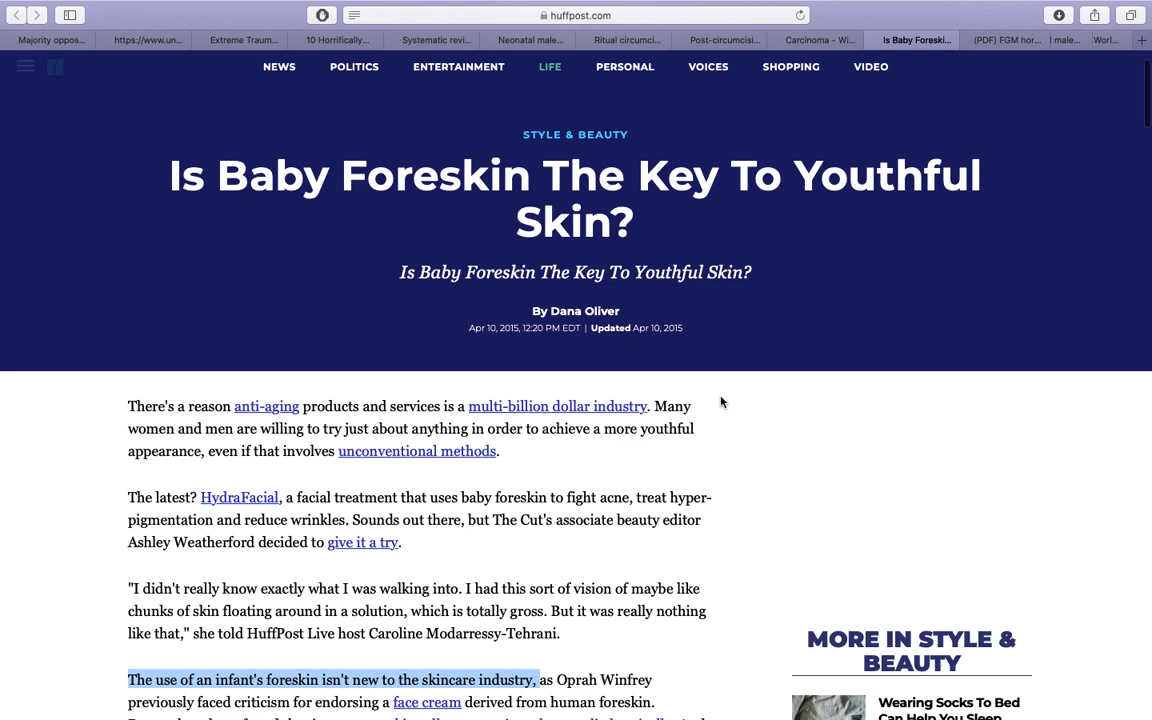 huffpost.com
Majority oppos...
https://www.un...
Extreme Traum...
10 Horrifically...
Systematic revi...
Neonatal male...
Ritual circumci...
Post-circumcisi...
Carcinoma - Wi...
Is Baby Foreski...
(PDF) FGM hor...
l male...
Worl...
NEWS POLITICS ENTERTAINMENT LIFE PERSONAL VOICES SHOPPING VIDEO
STYLE & BEAUTY
Is Baby Foreskin The Key To Youthful
Skin?
Is Baby Foreskin The Key To Youthful Skin?
By Dana Oliver
Apr 10, 2015, 12:20 PM EDT | Updated Apr 10, 2015
There's a reason anti-aging products and services is a multi-billion dollar industry. Many
women and men are willing to try just about anything in order to achieve a more youthful
appearance, even if that involves unconventional methods.
The latest? HydraFacial, a facial treatment that uses baby foreskin to fight acne, treat hyper-
pigmentation and reduce wrinkles. Sounds out there, but The Cut's associate beauty editor
Ashley Weatherford decided to give it a try.
"I didn't really know exactly what I was walking into. I had this sort of vision of maybe like
chunks of skin floating around in a solution, which is totally gross. But it was really nothing
like that," she told HuffPost Live host Caroline Modarressy-Tehrani.
The use of an infant's foreskin isn't new to the skincare industry, as Oprah Winfrey
previously faced criticism for endorsing a face cream derived from human foreskin.
MORE IN STYLE &
BEAUTY
Wearing Socks To Bed
Can Help You Sleep